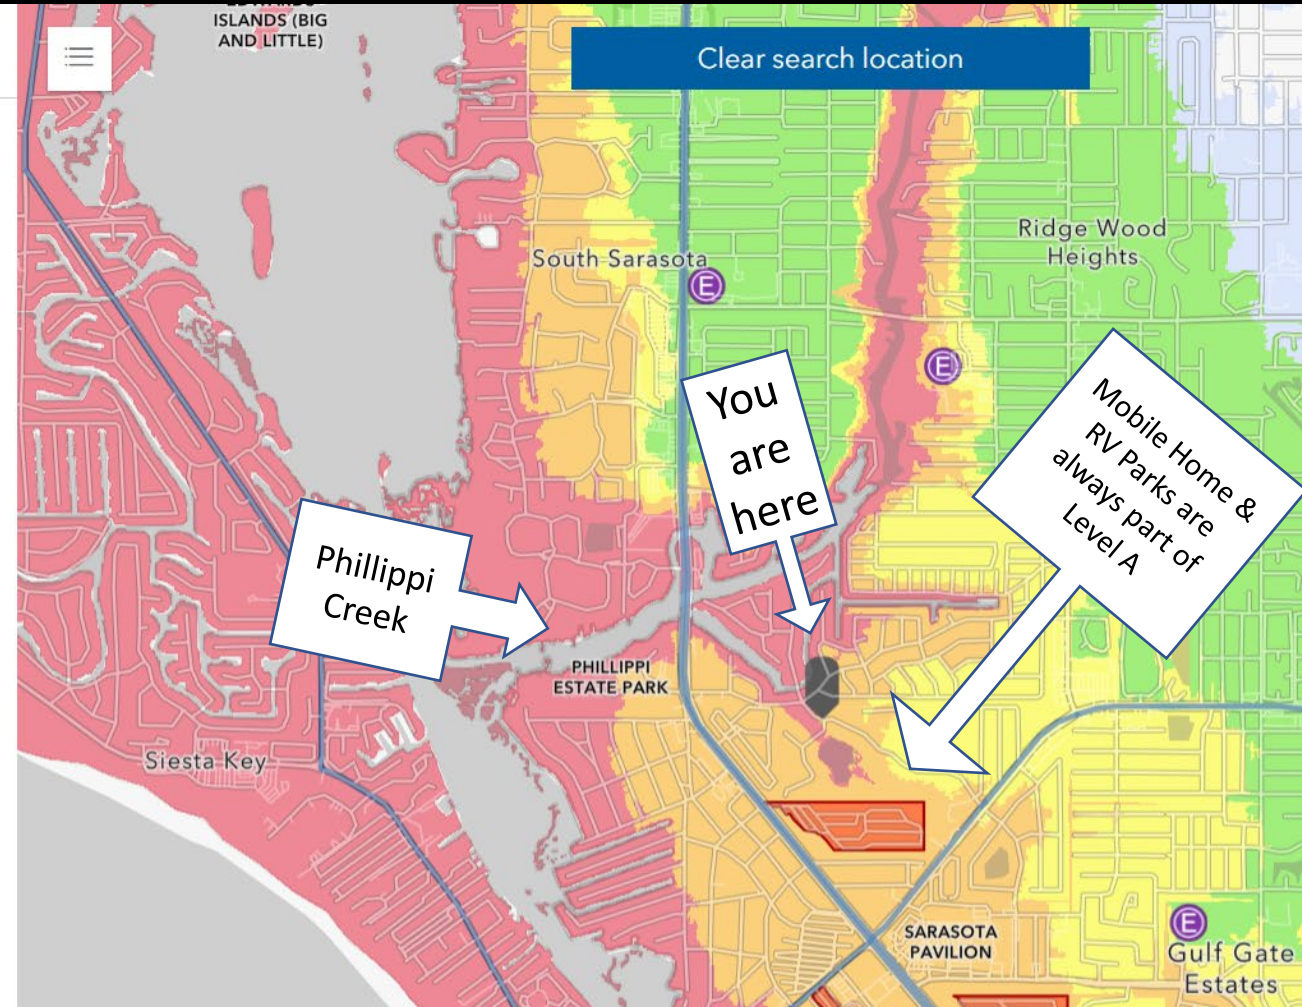 ISLANDS (BIG
AND LITTLE)
Clear search location
Ridge Wood
Heights
South Sarasota
E
E
You
are
here
Mobile Home &
RV Parks are
always part of
Level A
Phillippi
Creek
PHILLIPPI
ESTATE PARK
Siesta Key
SARASOTA
PAVILION
E
Gulf Gate
Estates